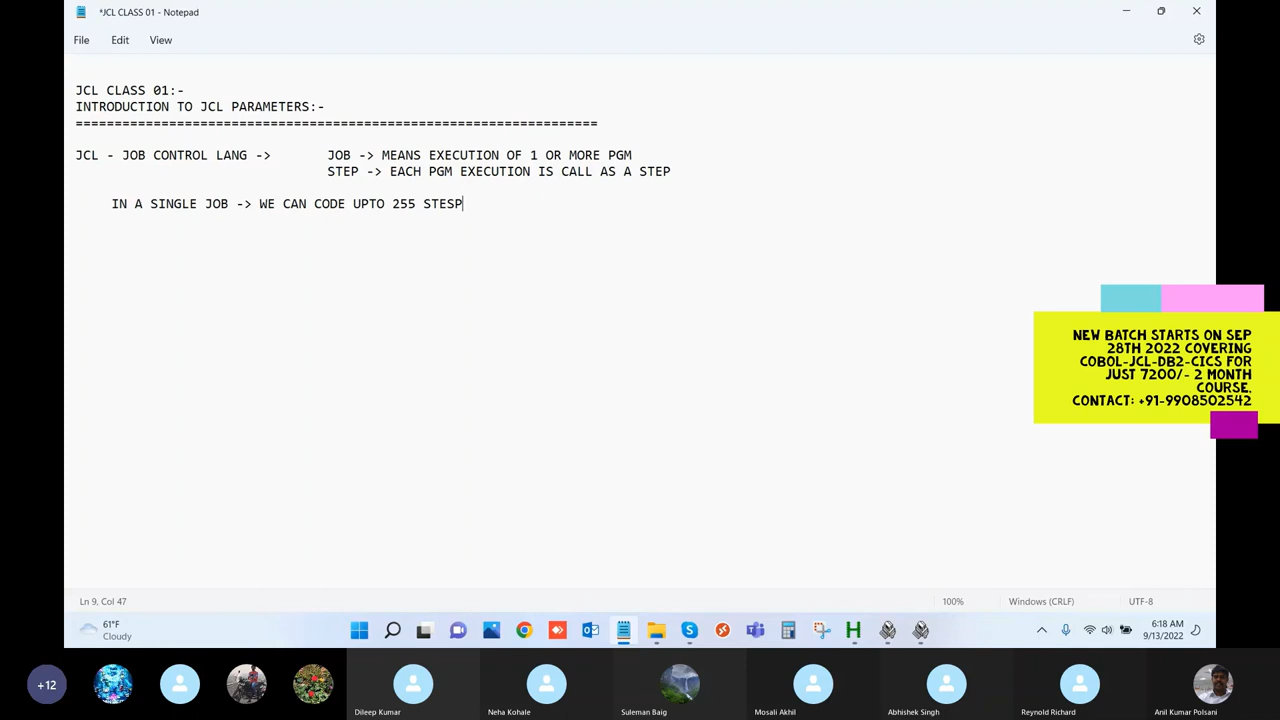 *JCL CLASS 01 - Notepad
File Edit View
JCL CLASS 01:-
INTRODUCTION TO JCL PARAMETERS:-
===================================================================
JCL - JOB CONTROL LANG -> JOB -> MEANS EXECUTION OF 1 OR MORE PGM
STEP -> EACH PGM EXECUTION IS CALL AS A STEP
IN A SINGLE JOB -> WE CAN CODE UPTO 255 STESP
NEW BATCH STARTS ON SEP
28TH 2022 COVERING
COBOL-JCL-DB2-CICS FOR
JUST 7200/- 2 MONTH
COURSE.
CONTACT: +91-9908502542
Ln 9, Col 47 100% Windows (CRLF) UTF-8
61°F
Cloudy
6:18 AM
9/13/2022
+12
Dileep Kumar Neha Kohale Suleman Baig Mosali Akhil Abhishek Singh Reynold Richard Anil Kumar Polsani